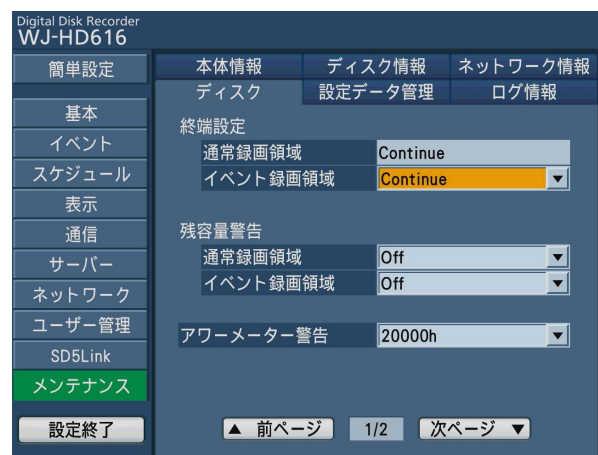 Digital Disk Recorder
WJ-HD616
簡単設定
基本
イベント
スケジュール
表示
通信
サーバー
ネットワーク
ユーザー管理
SD5Link
メンテナンス
設定終了
本体情報 ディスク情報 ネットワーク情報
ディスク 設定データ管理 ログ情報
終端設定
通常録画領域 Continue
イベント録画領域 Continue
残容量警告
通常録画領域 Off
イベント録画領域 Off
アワーメーター警告 20000h
▲ 前ページ 1/2 次ページ ▼